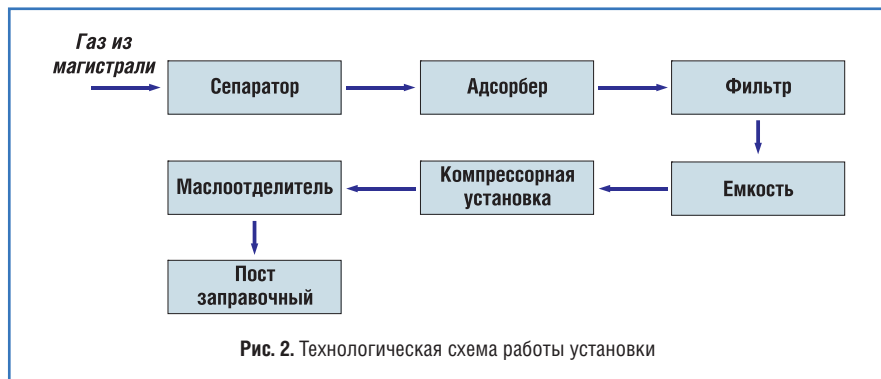 Газ из
магистрали
Сепаратор
Адсорбер
Фильтр
Маслоотделитель
Компрессорная
установка
Емкость
Пост
заправочный
Рис. 2. Технологическая схема работы установки